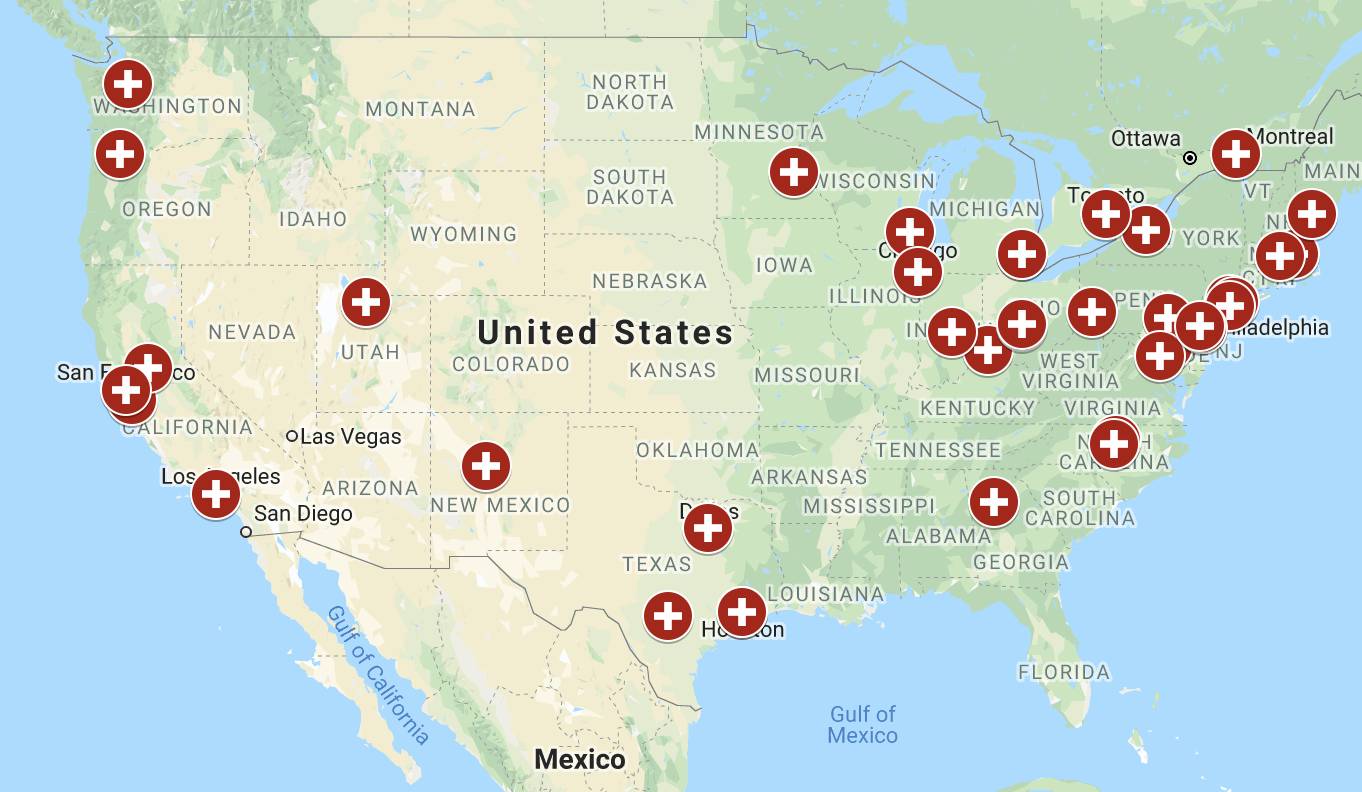 Ottawa
Montreal
WASHINGTON
MONTANA
NORTH
DAKOTA
MINNESOTA
MAIN
VT
OREGON
IDAHO
SOUTH
DAKOTA
WISCONSIN
MICHIGAN
WYOMING
YORK
IOWA
NEBRASKA
ILLINOIS
PEN
NEVADA
UTAH
United States
COLORADO
KANSAS
MISSOURI
WEST
VIRGINIA
NJ
KENTUCKY
VIRGINIA
CALIFORNIA
Las Vegas
OKLAHOMA
TENNESSEE
ARIZONA
NEW MEXICO
ARKANSAS
MISSISSIPPI
SOUTH
CAROLINA
San Diego
ALABAMA
TEXAS
GEORGIA
LOUISIANA
FLORIDA
Gulf of California
Gulf of
Mexico
Mexico